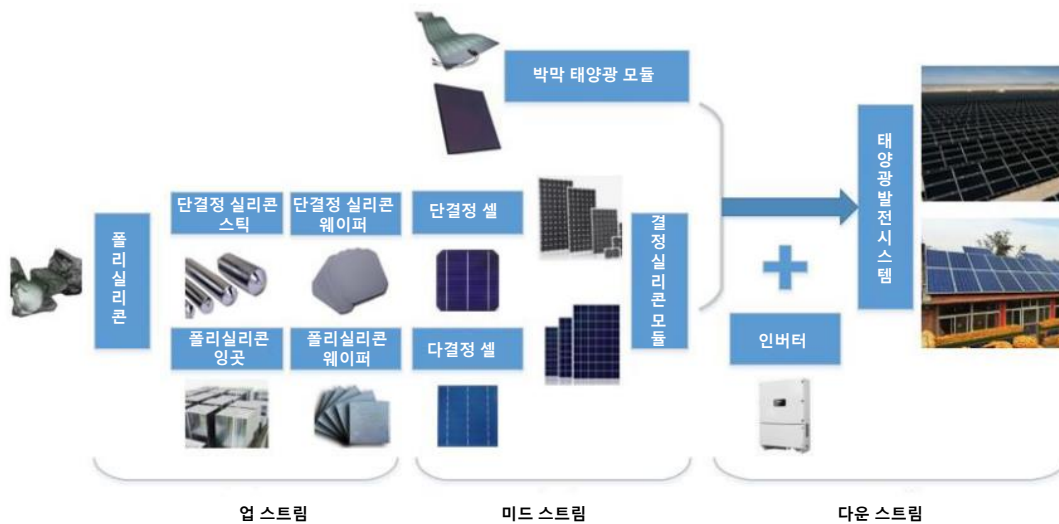 박막 태양광 모듈
폴리실리콘
단결정 실리콘
스틱
단결정 실리콘
웨이퍼
단결정 셀
폴리실리콘
잉곳
폴리실리콘
웨이퍼
다결정 셀
결정실리콘 모듈
인버터
태양광발전시스템
업 스트림
미드 스트림
다운 스트림